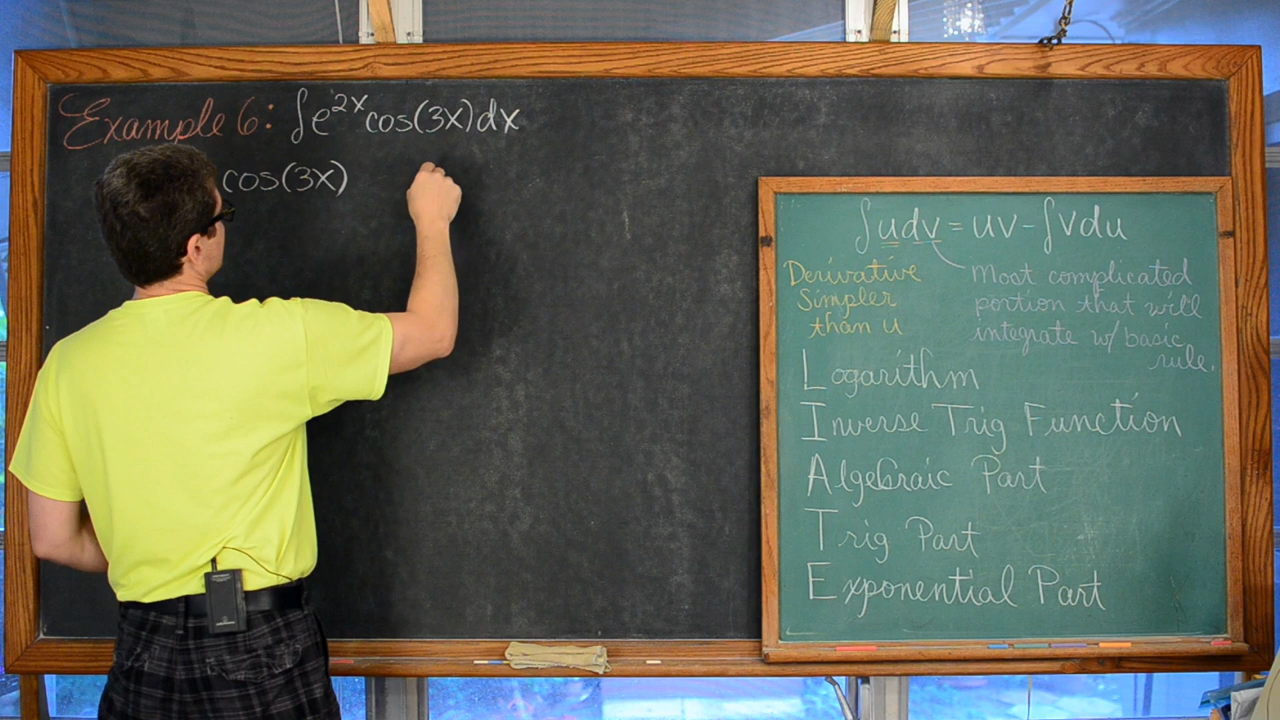 Example 6: ∫e^{2x}cos(3x)dx
cos(3x)
∫udv = uv - ∫vdu
Derivative
Simpler
than u
Most complicated
portion that will
integrate w/ basic
rule.
Logarithm
Inverse Trig Function
Algebraic Part
Trig Part
Exponential Part